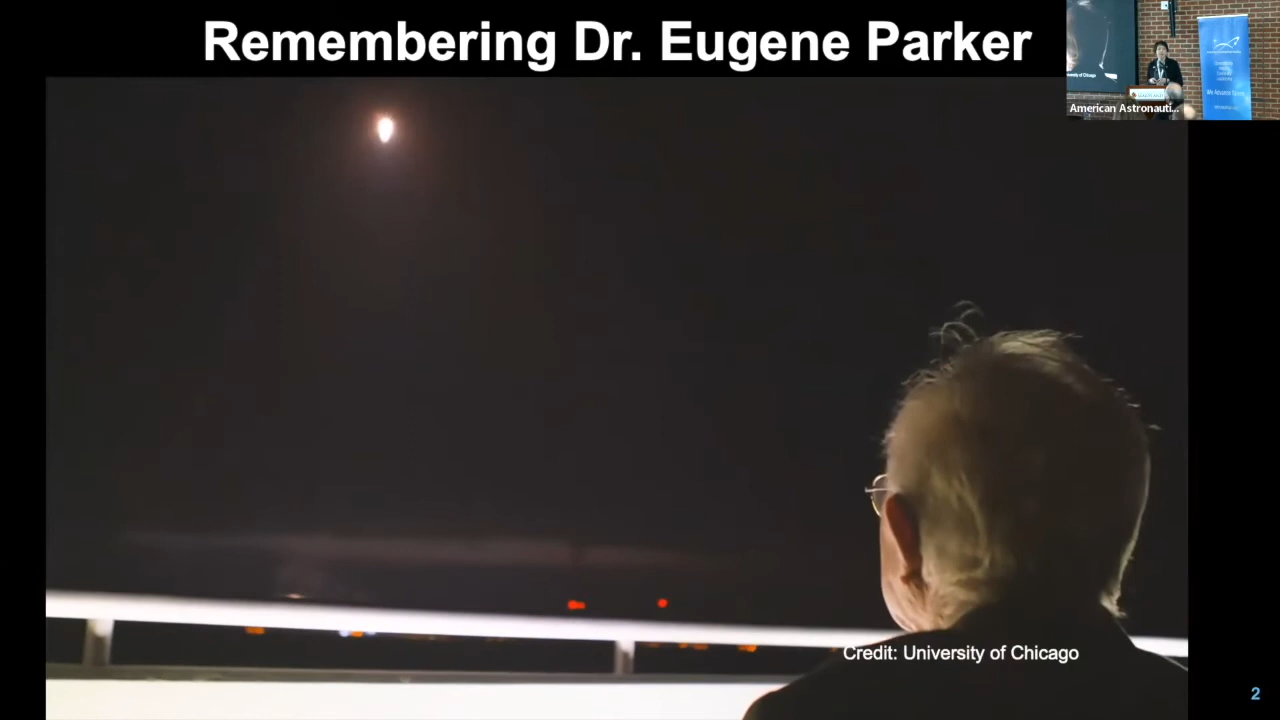 Remembering Dr. Eugene Parker
American Astronauti...
Credit: University of Chicago
2